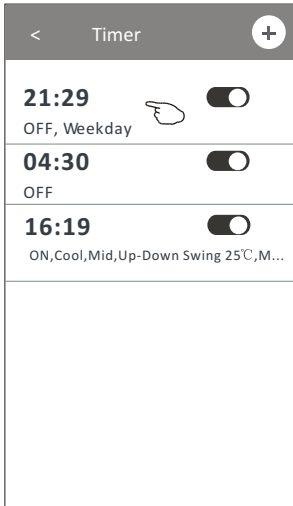 < Timer +
21:29
OFF, Weekday
04:30
OFF
16:19
ON,Cool,Mid,Up-Down Swing 25℃,M...